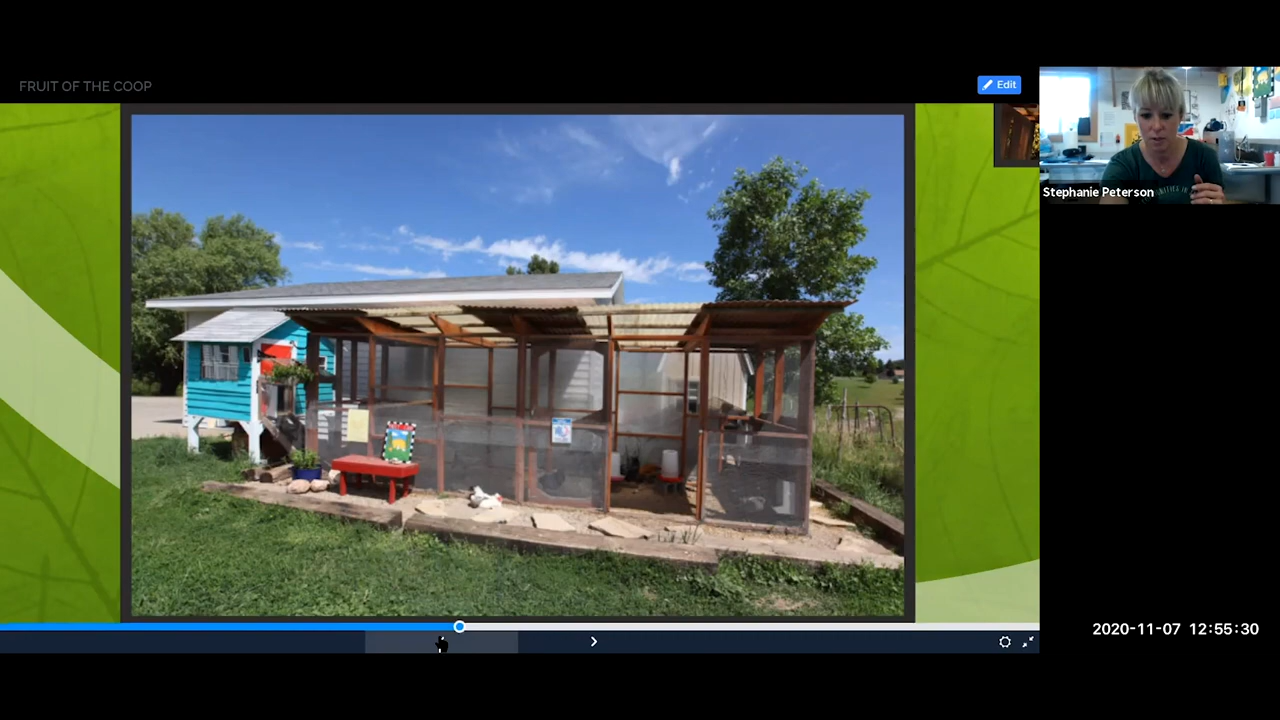 FRUIT OF THE COOP
Edit
Stephanie Peterson
2020-11-07 12:55:30